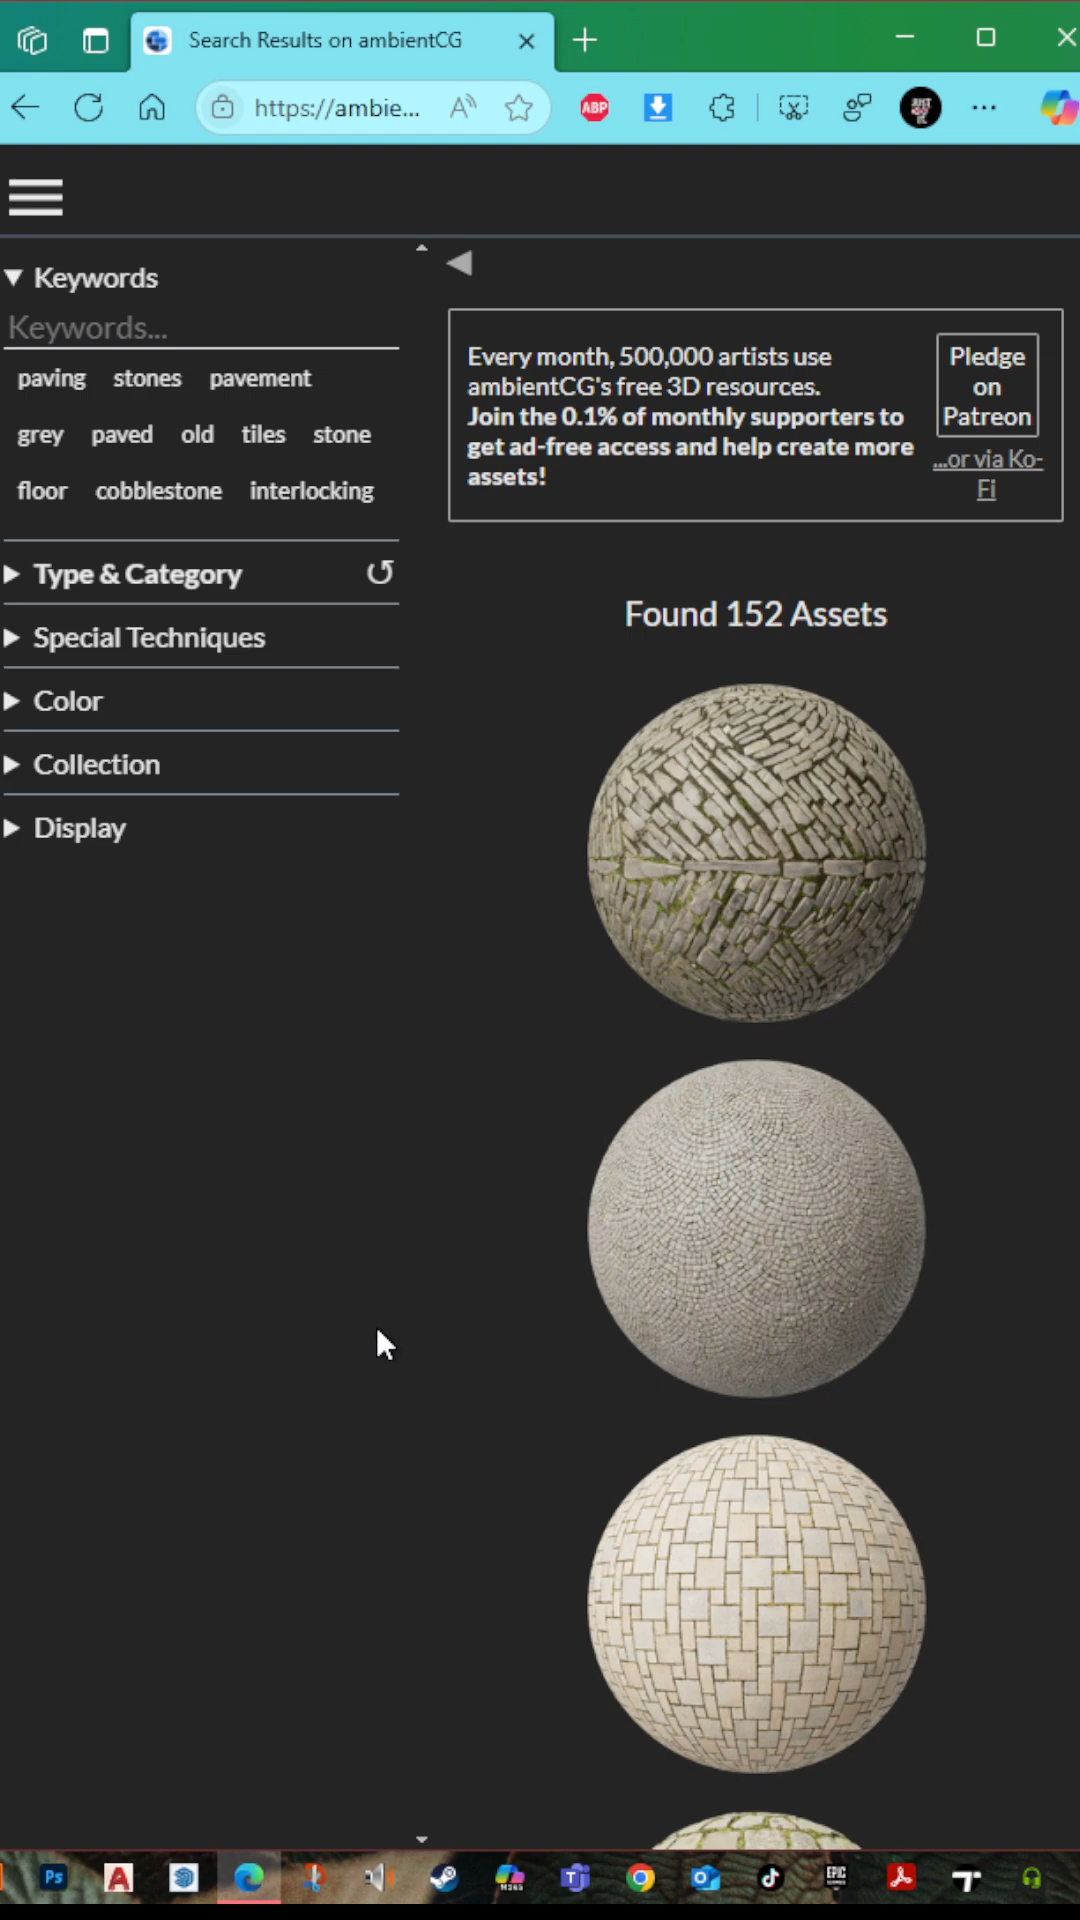 Search Results on ambientCG
https://ambie...
ABP
Keywords
Keywords...
paving stones pavement
grey paved old tiles stone
floor cobblestone interlocking
Type & Category
Special Techniques
Color
Collection
Display
Every month, 500,000 artists use
ambientCG's free 3D resources.
Join the 0.1% of monthly supporters to
get ad-free access and help create more
assets!
Pledge
on
Patreon
...or via Ko-
Fi
Found 152 Assets
Ps
EPIC